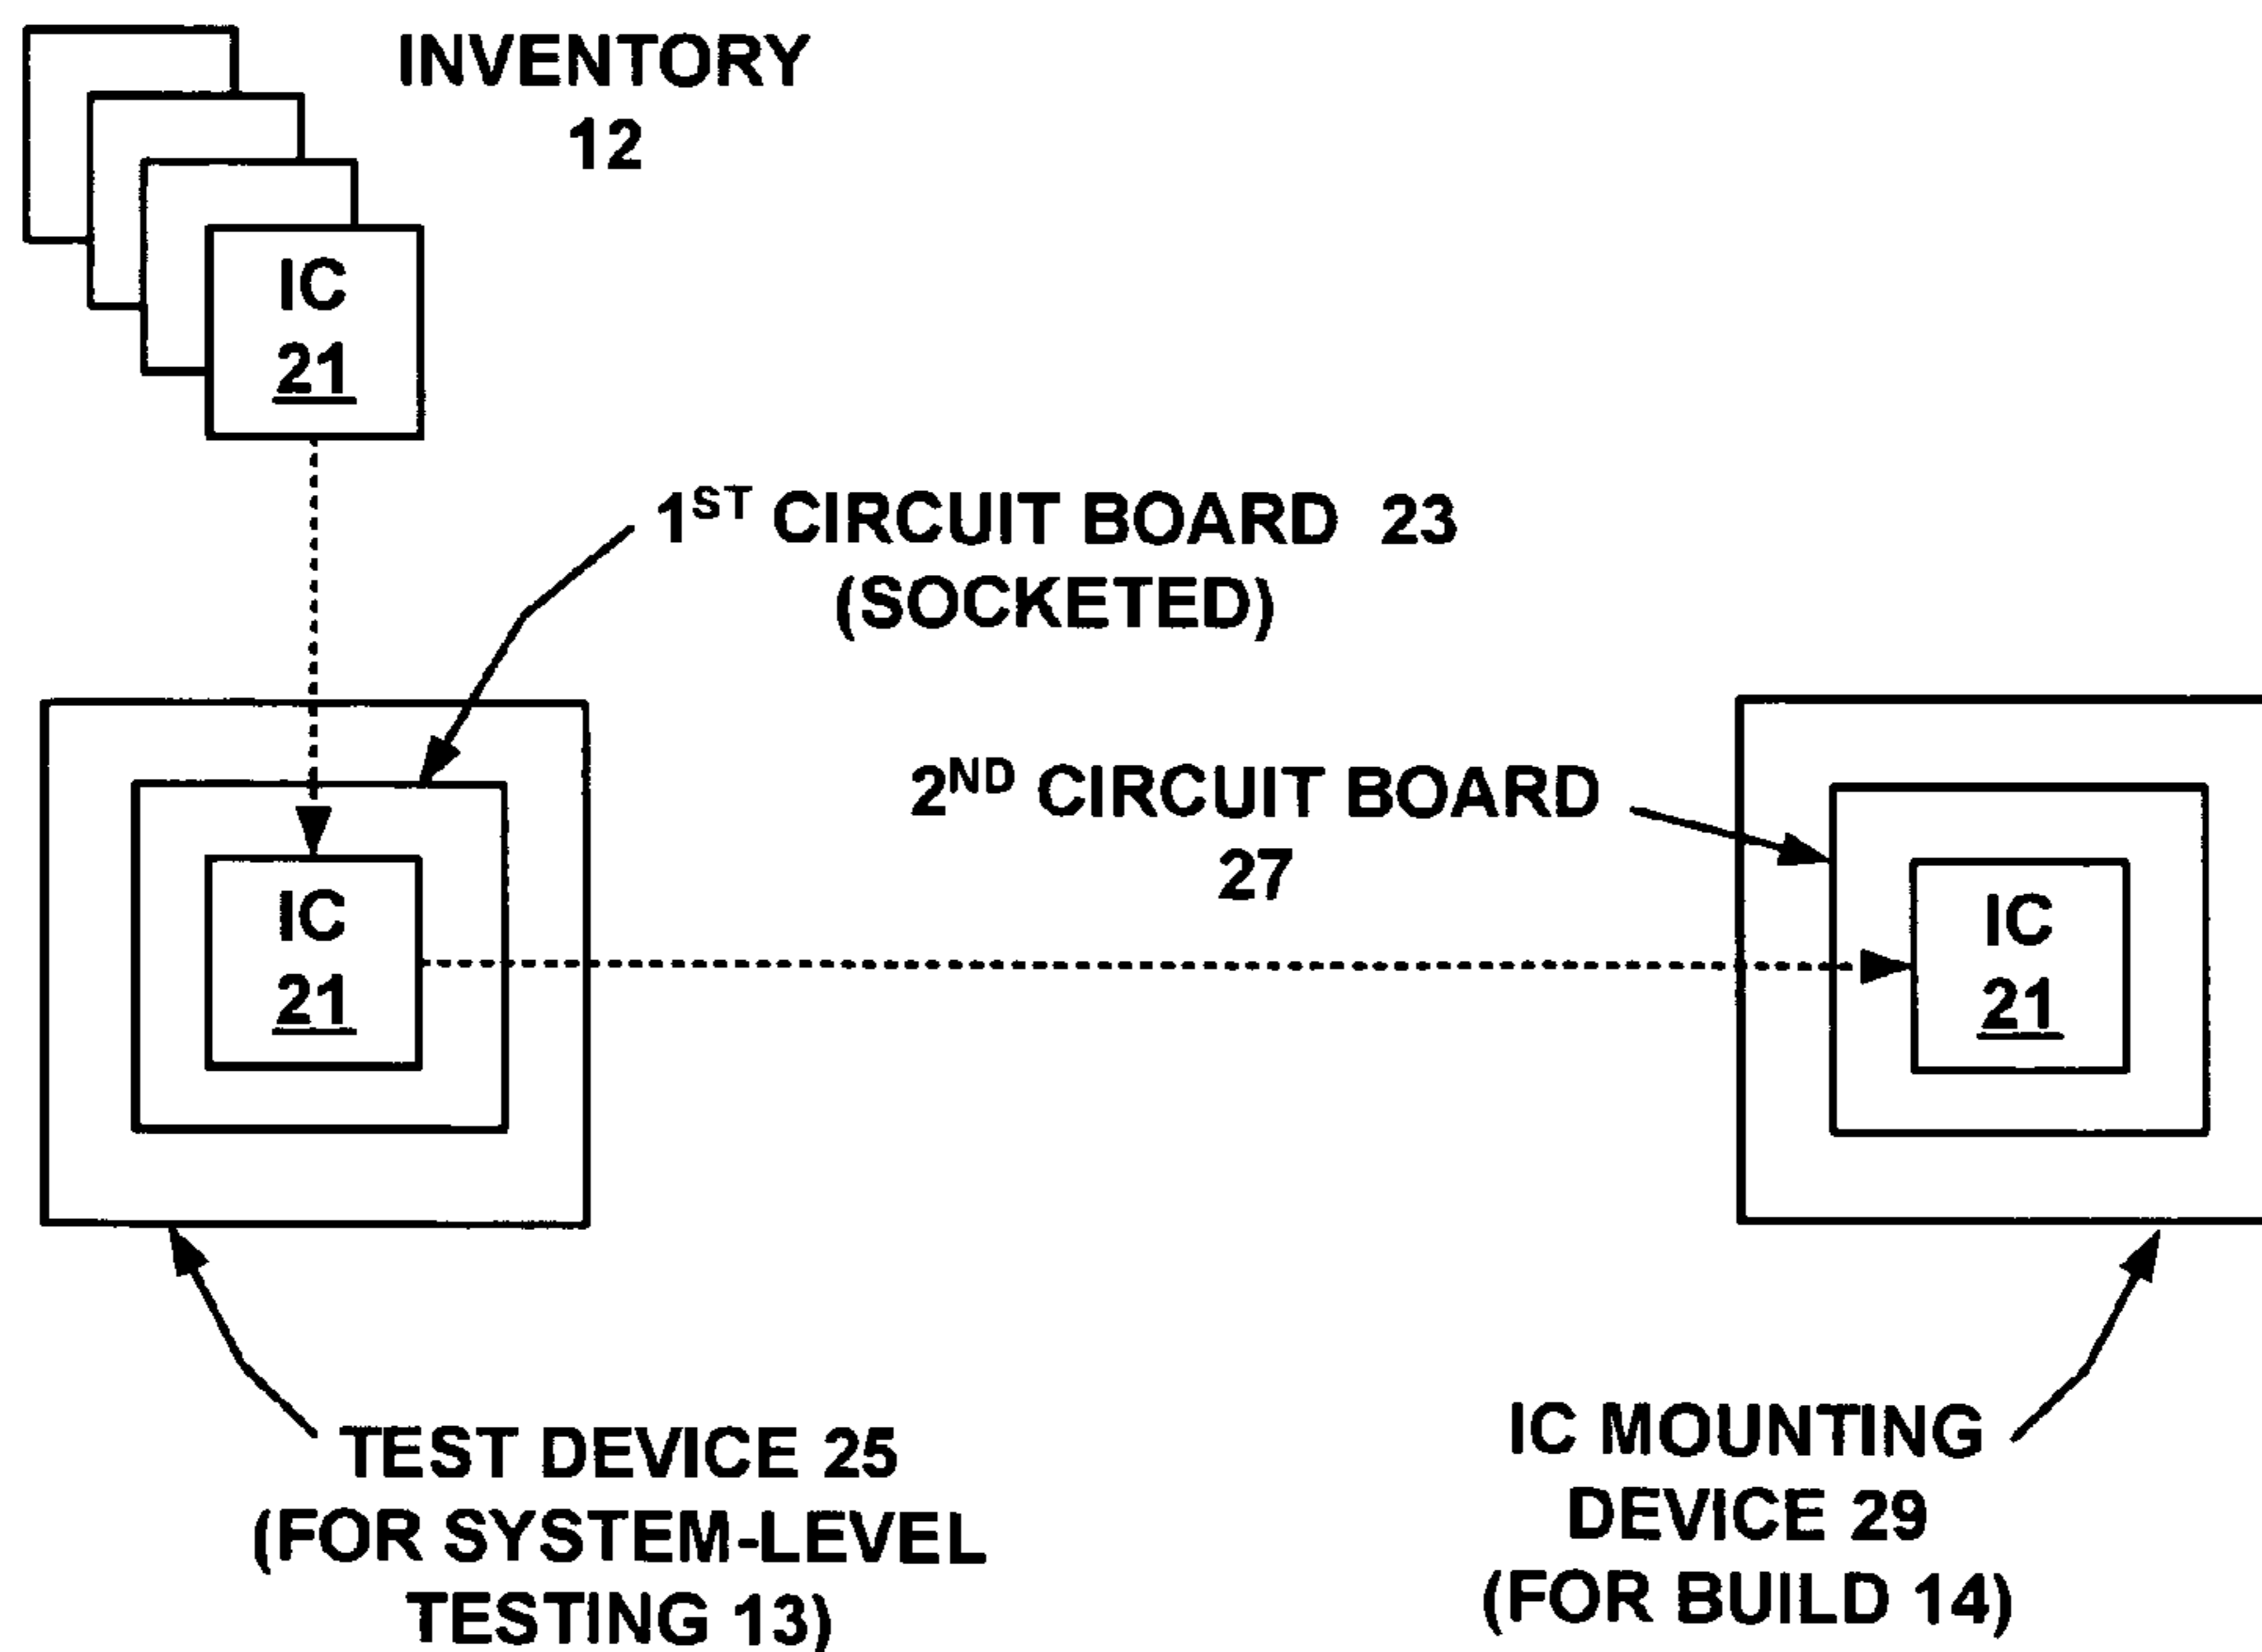 INVENTORY
12
IC
21
1ST CIRCUIT BOARD 23
(SOCKETED)
2ND CIRCUIT BOARD
27
IC
21
IC
21
TEST DEVICE 25
(FOR SYSTEM-LEVEL
TESTING 13)
IC MOUNTING
DEVICE 29
(FOR BUILD 14)